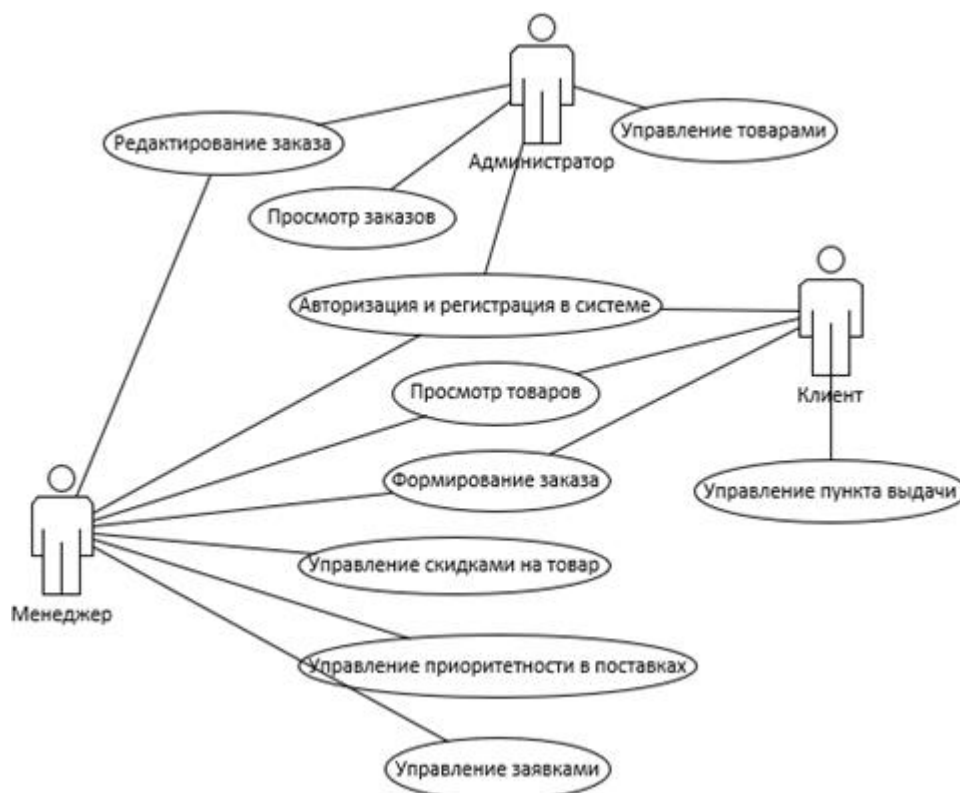 Редактирование заказа
Управление товарами
Администратор
Просмотр заказов
Авторизация и регистрация в системе
Просмотр товаров
Клиент
Формирование заказа
Управление пункта выдачи
Управление скидками на товар
Менеджер
Управление приоритетности в поставках
Управление заявками